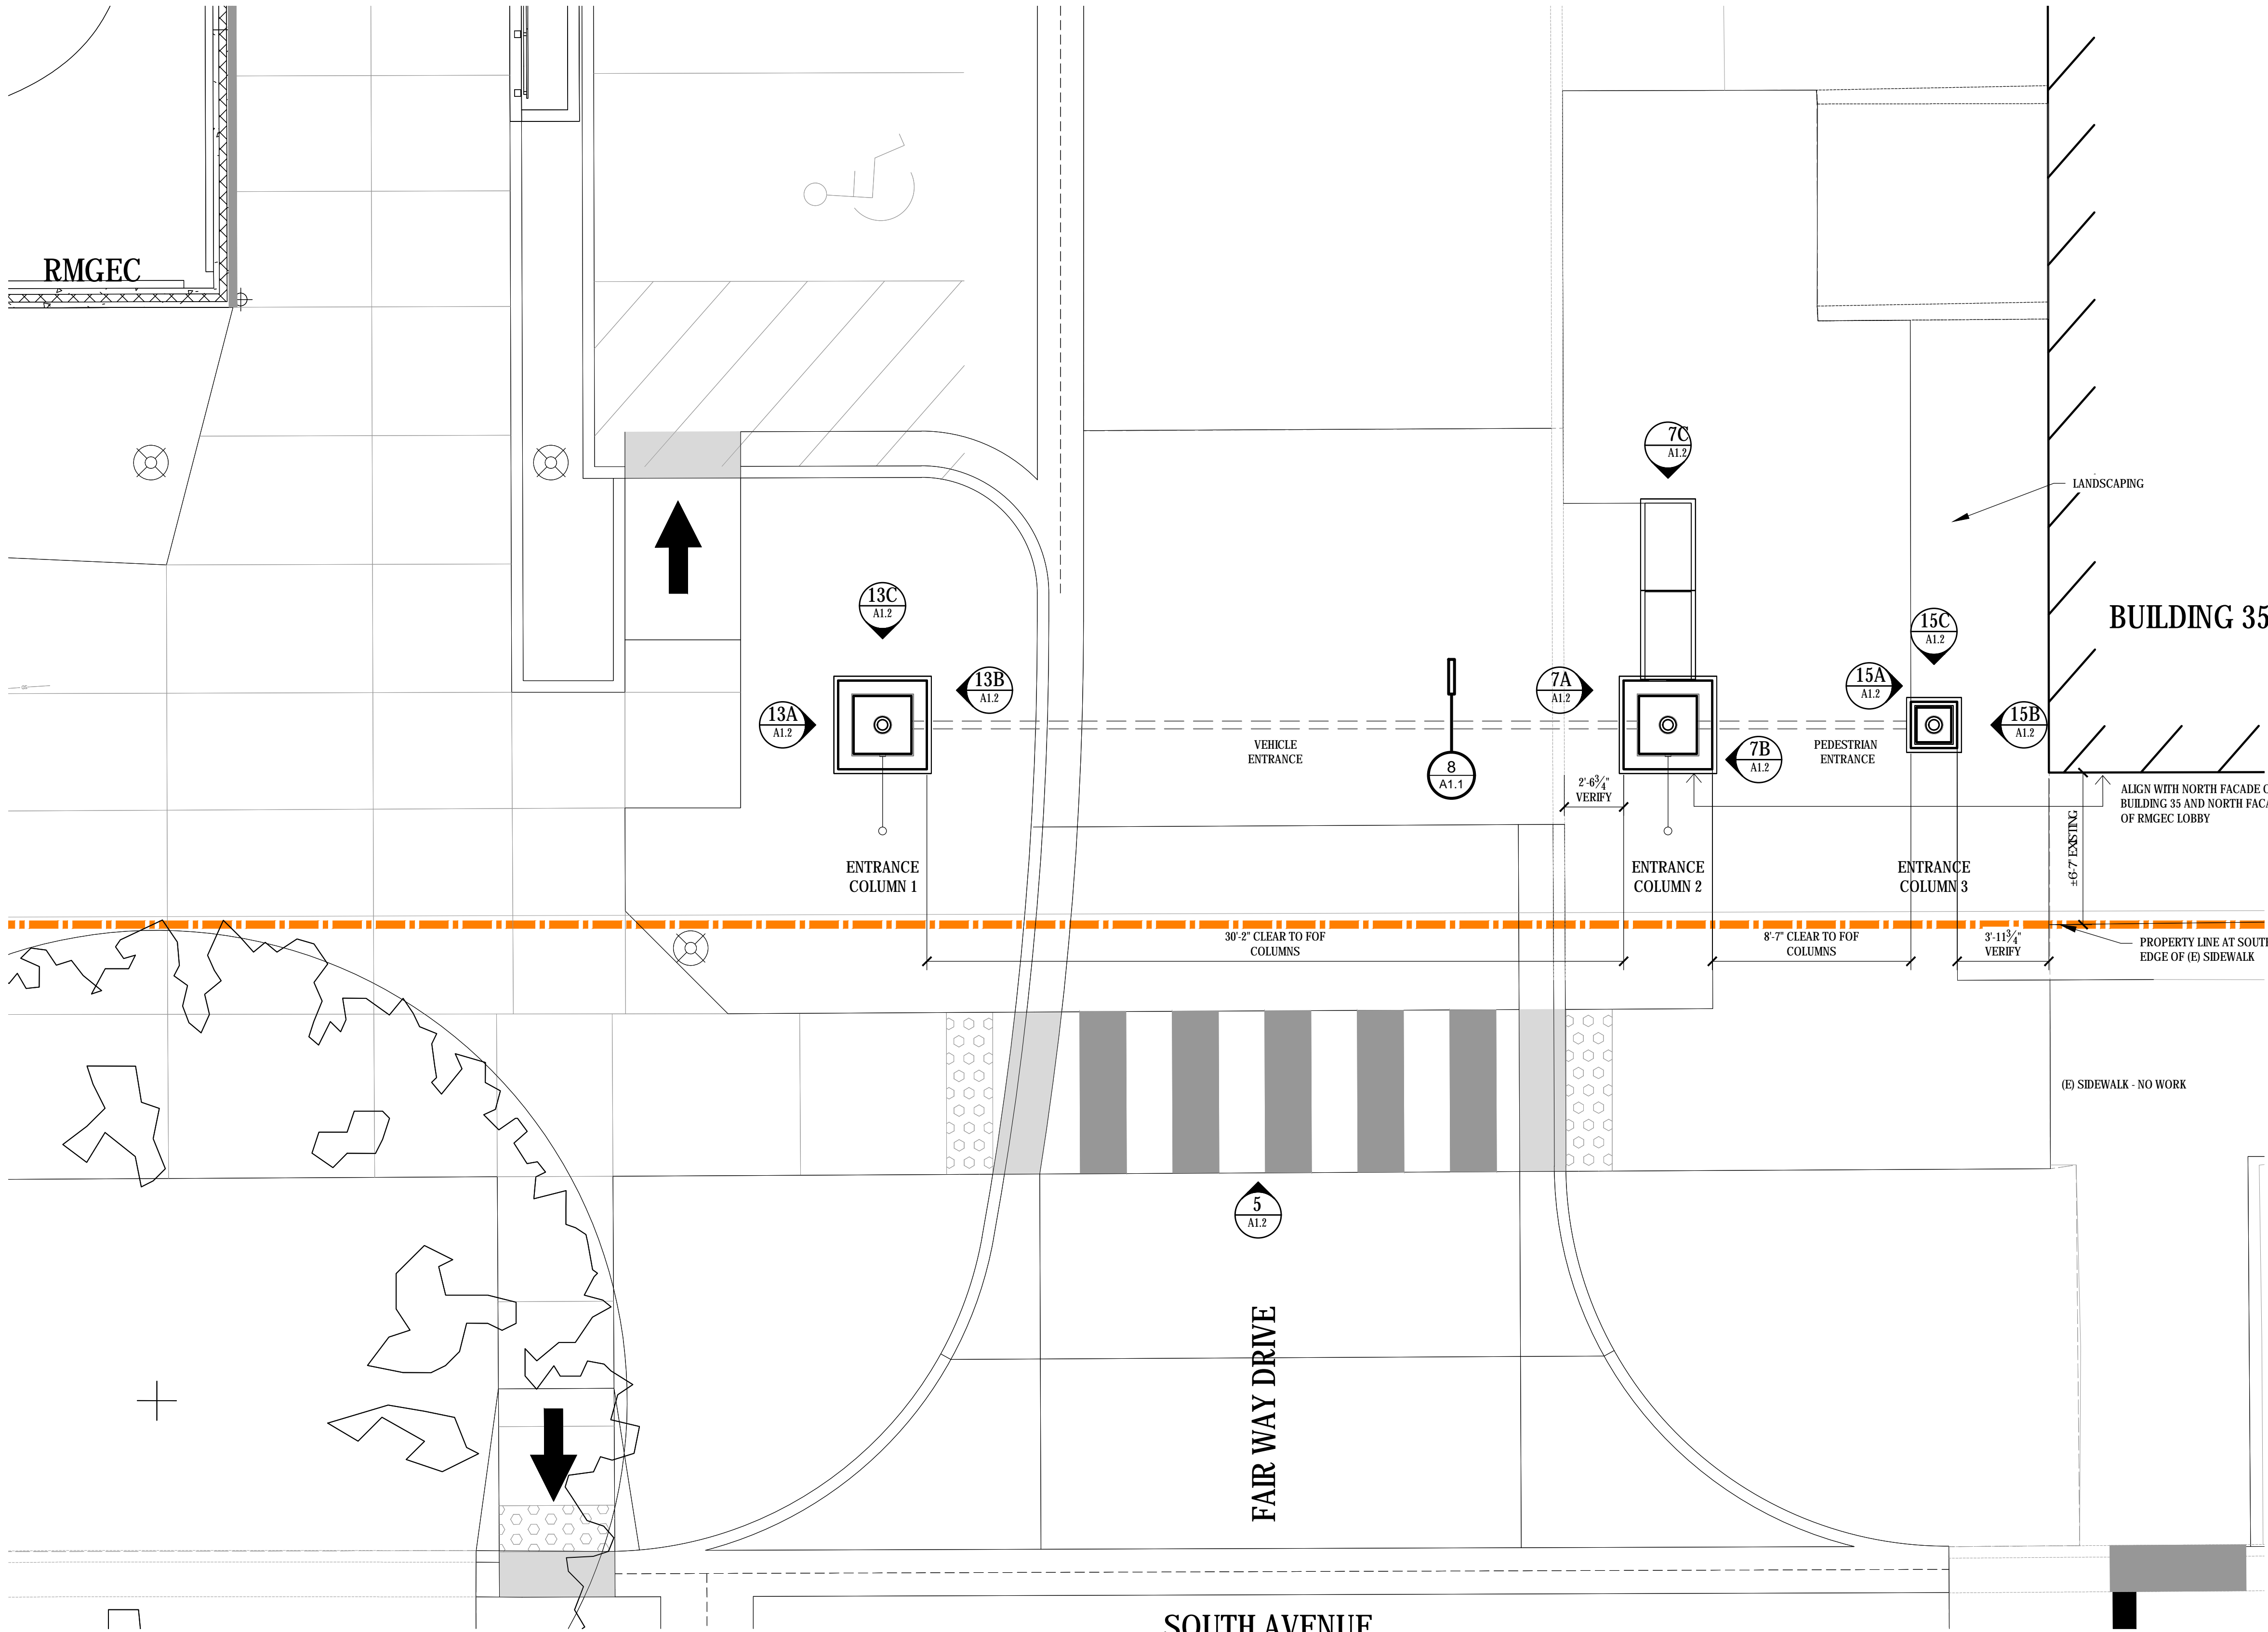 RMGEC
7C
A1.2
LANDSCAPING
13C
A1.2
15C
A1.2
BUILDING 35
13B
A1.2
7A
A1.2
15A
A1.2
13A
A1.2
15B
A1.2
VEHICLE
ENTRANCE
7B
A1.2
PEDESTRIAN
ENTRANCE
8
A1.1
2'-6 3/4"
VERIFY
ALIGN WITH NORTH FACADE
BUILDING 35 AND NORTH
OF RMGEC LOBBY
±6'-7" EXISTING
ENTRANCE
COLUMN 1
ENTRANCE
COLUMN 2
ENTRANCE
COLUMN 3
30'-2" CLEAR TO FOF
COLUMNS
8'-7" CLEAR TO FOF
COLUMNS
3'-11 3/4"
VERIFY
PROPERTY LINE AT
EDGE OF (E) SIDEWALK
(E) SIDEWALK - NO WORK
5
A1.2
FAIR WAY DRIVE
SOUTH AVENUE